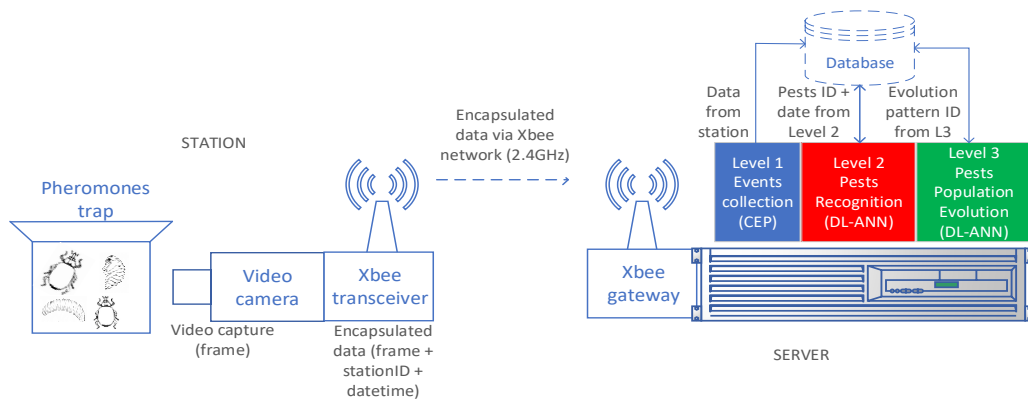 STATION
Pheromones
trap
Video
camera
Xbee
transceiver
Video capture
(frame)
Encapsulated
data (frame +
stationID +
datetime)
Encapsulated
data via Xbee
network (2.4GHz)
Xbee
gateway
Database
Data
from
station
Pests ID +
date from
Level 2
Evolution
pattern ID
from L3
Level 1
Events
collection
(CEP)
Level 2
Pests
Recognition
(DL-ANN)
Level 3
Pests
Population
Evolution
(DL-ANN)
SERVER